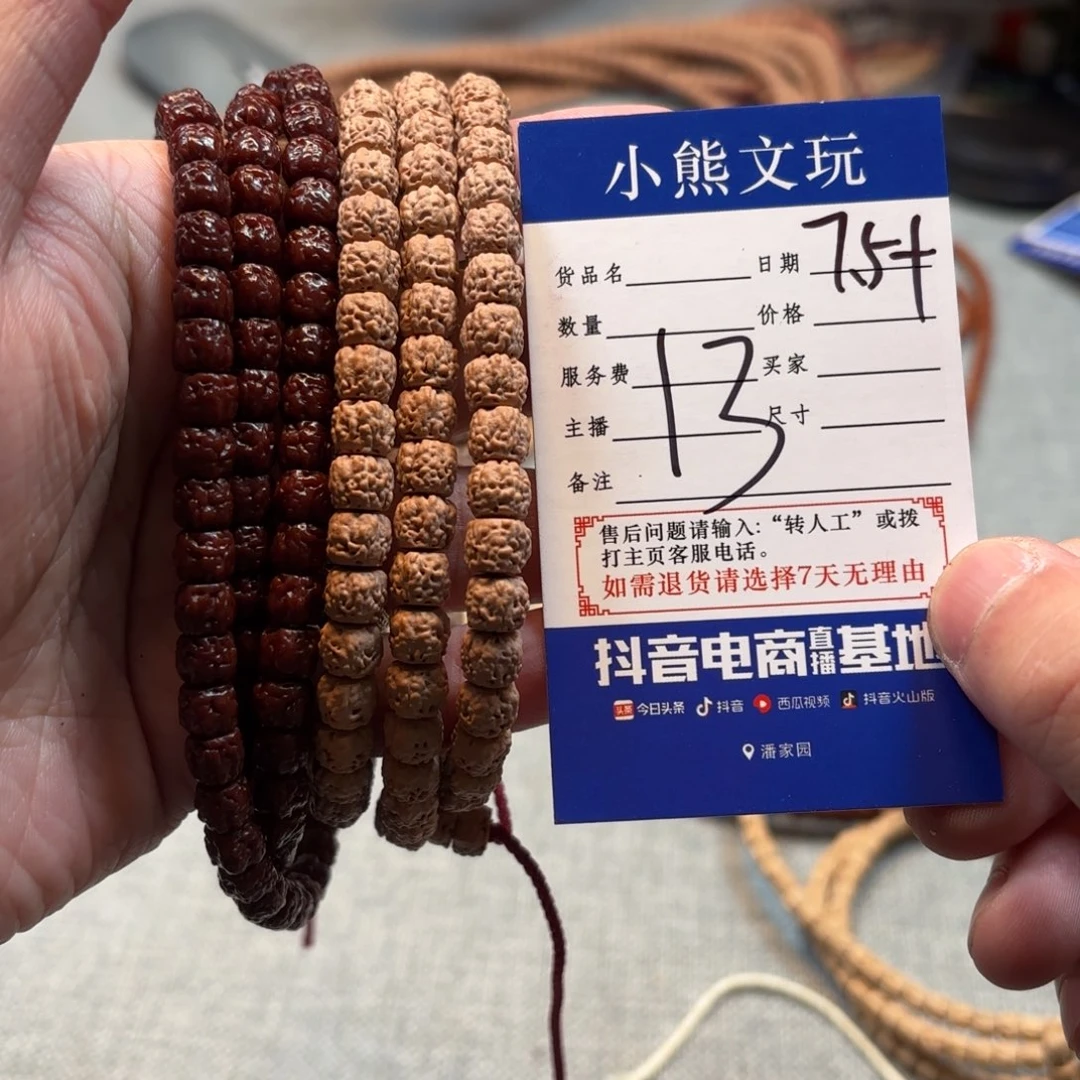 小熊文玩
货品名 日期 754
数量 价格
服务费 买家
13
主播 尺寸
备注
售后问题请输入:“转人工”或拨
打主页客服电话。
如需退货请选择7天无理由
抖音电商直播基地
头条 今日头条 抖音 西瓜视频 抖音火山版
潘家园